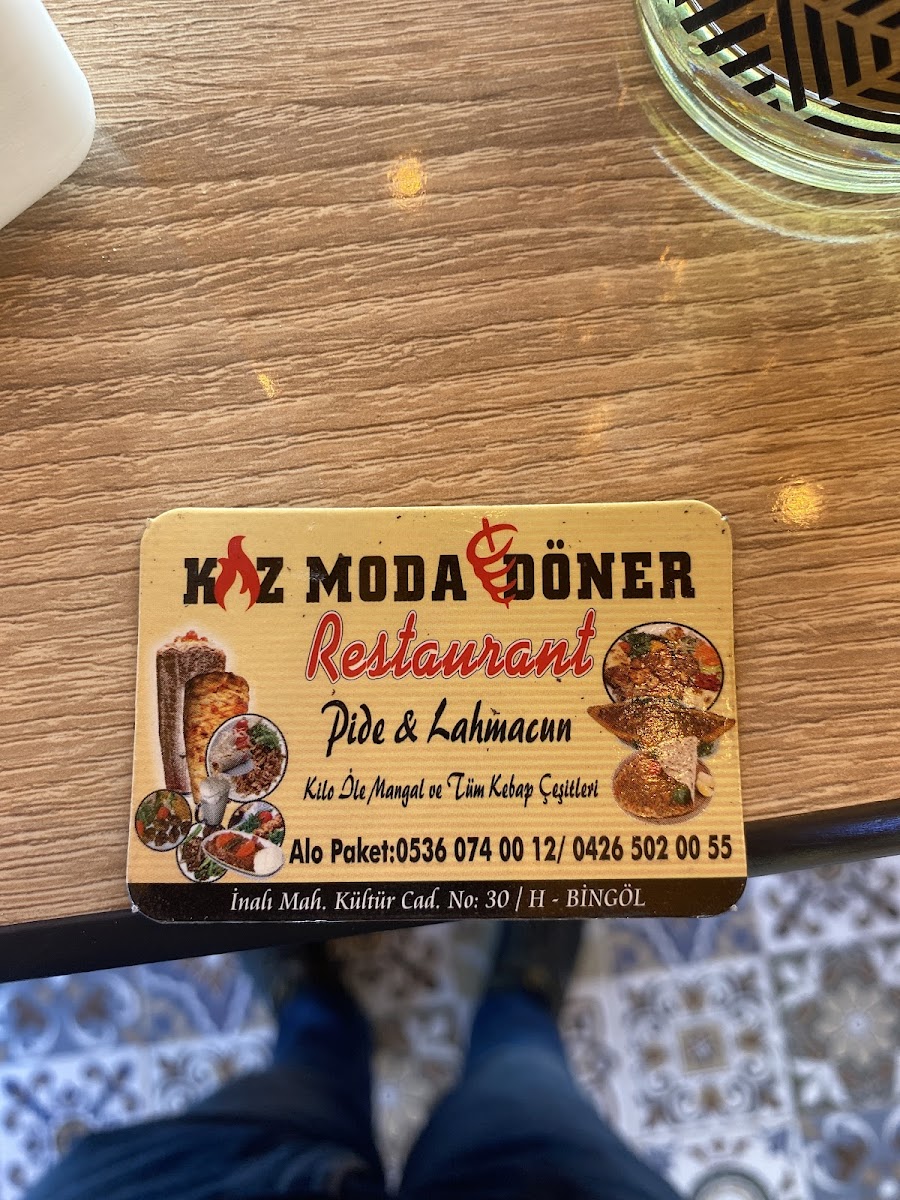 KÖZ MODA DÖNER
Restaurant
Pide & Lahmacun
Kilo İle Mangal ve Tüm Kebap Çeşitleri
Alo Paket:0536 074 00 12/ 0426 502 00 55
İnalı Mah. Kültür Cad. No: 30 / H - BİNGÖL